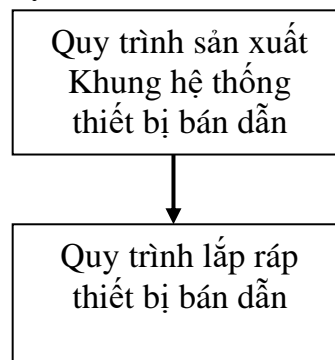 Quy trình sản xuất
Khung hệ thống
thiết bị bán dẫn
Quy trình lắp ráp
thiết bị bán dẫn